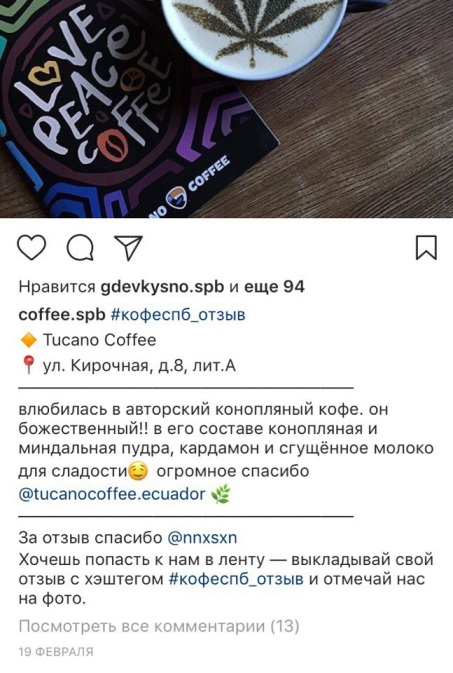 LOVE
PEACE
COFFEE
NO COFFEE
Нравится gdevkysno.spb и еще 94
coffee.spb #кофеспб_отзыв
Tucano Coffee
ул. Кирочная, д.8, лит.А
влюбилась в авторский конопляный кофе. он
божественный!! в его составе конопляная и
миндальная пудра, кардамон и сгущённое молоко
для сладости огромное спасибо
@tucanocoffee.ecuador
За отзыв спасибо @nnxsxn
Хочешь попасть к нам в ленту — выкладывай свой
отзыв с хэштегом #кофеспб_отзыв и отмечай нас
на фото.
Посмотреть все комментарии (13)
19 ФЕВРАЛЯ